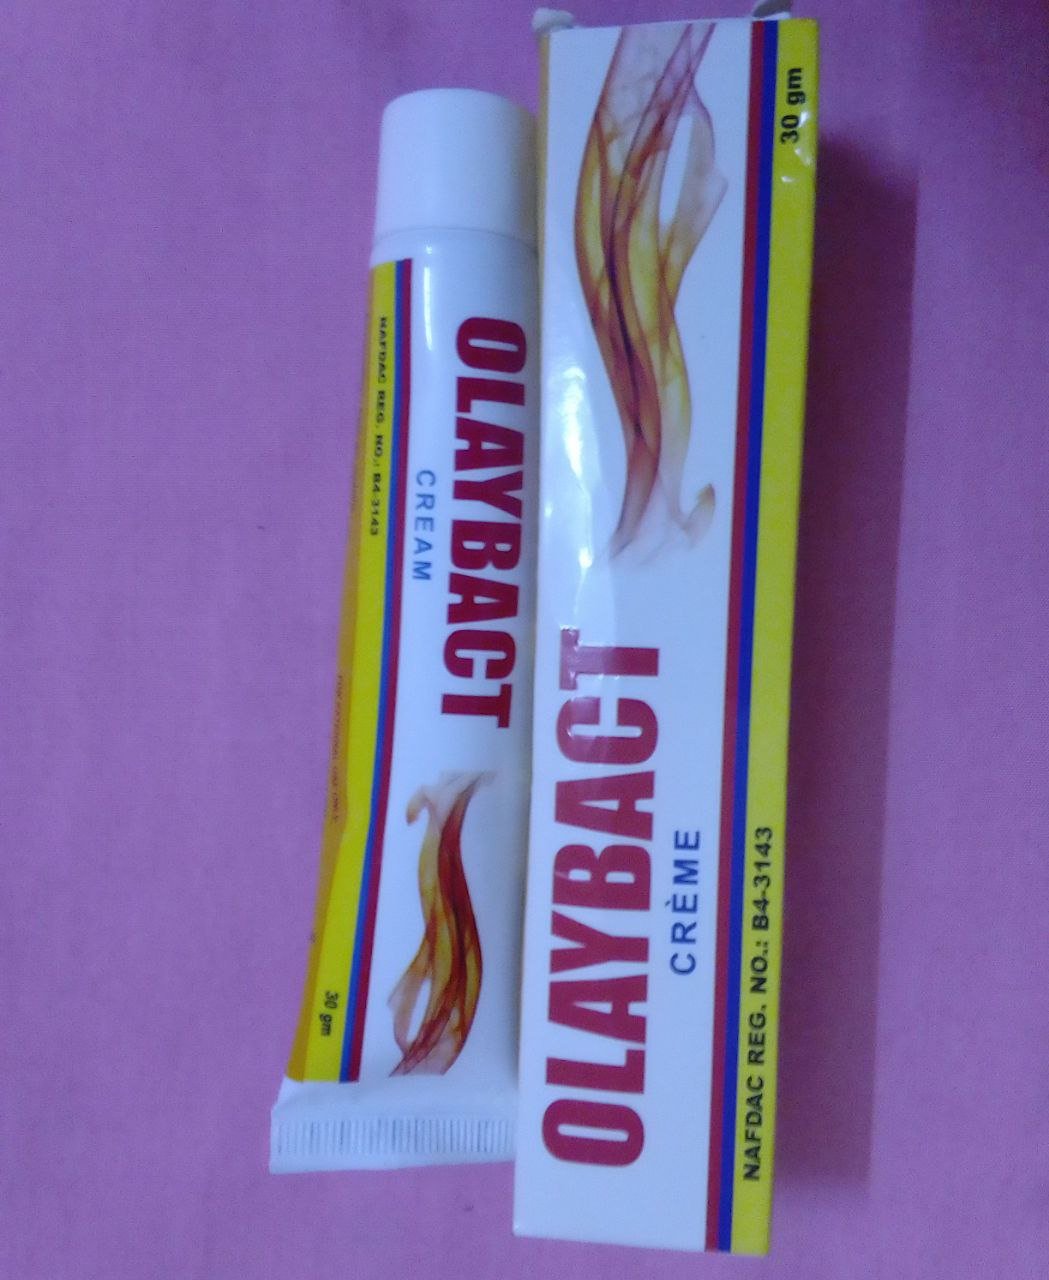 OLAYBACT
CREAM
NAFDAC REG. NO.: B4-3143
30 gm
OLAYBACT
CRÈME
NAFDAC REG. NO.: B4-3143
30 gm